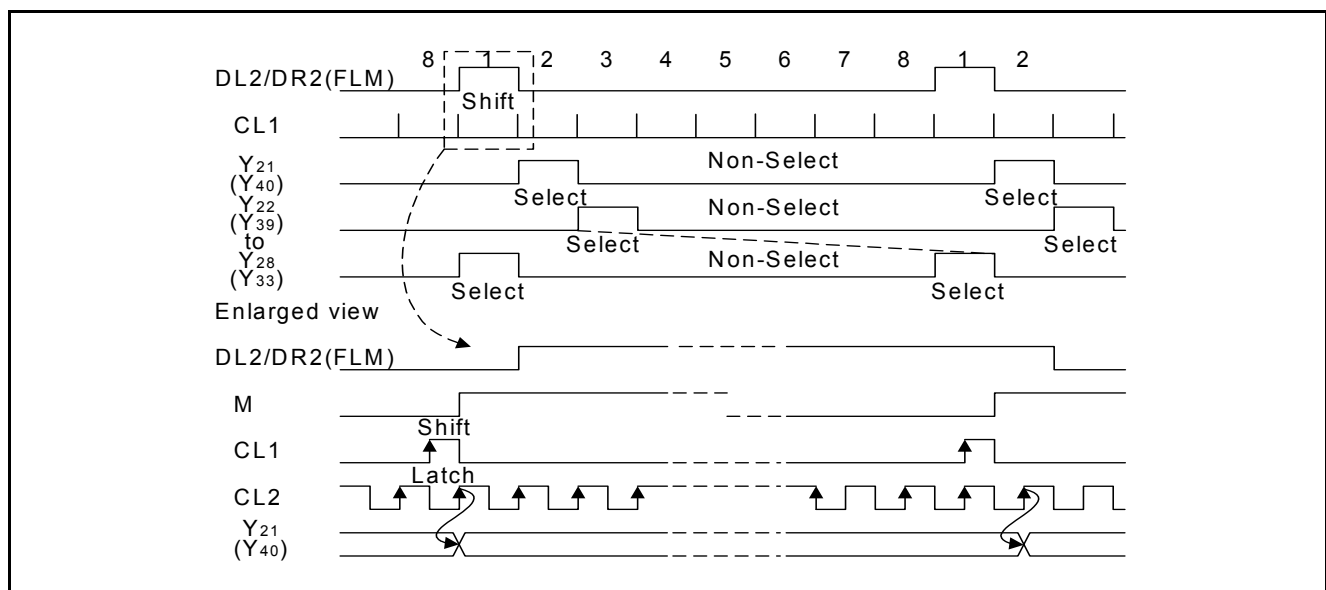 8 1 2 3 4 5 6 7 8 1 2
DL2/DR2(FLM)
Shift
CL1
Y21
(Y40)
Non-Select
Select
Select
Y22
(Y39)
Non-Select
Select
Select
to
Y28
(Y33)
Non-Select
Select
Select
Enlarged view
DL2/DR2(FLM)
M
Shift
CL1
Latch
CL2
Y21
(Y40)